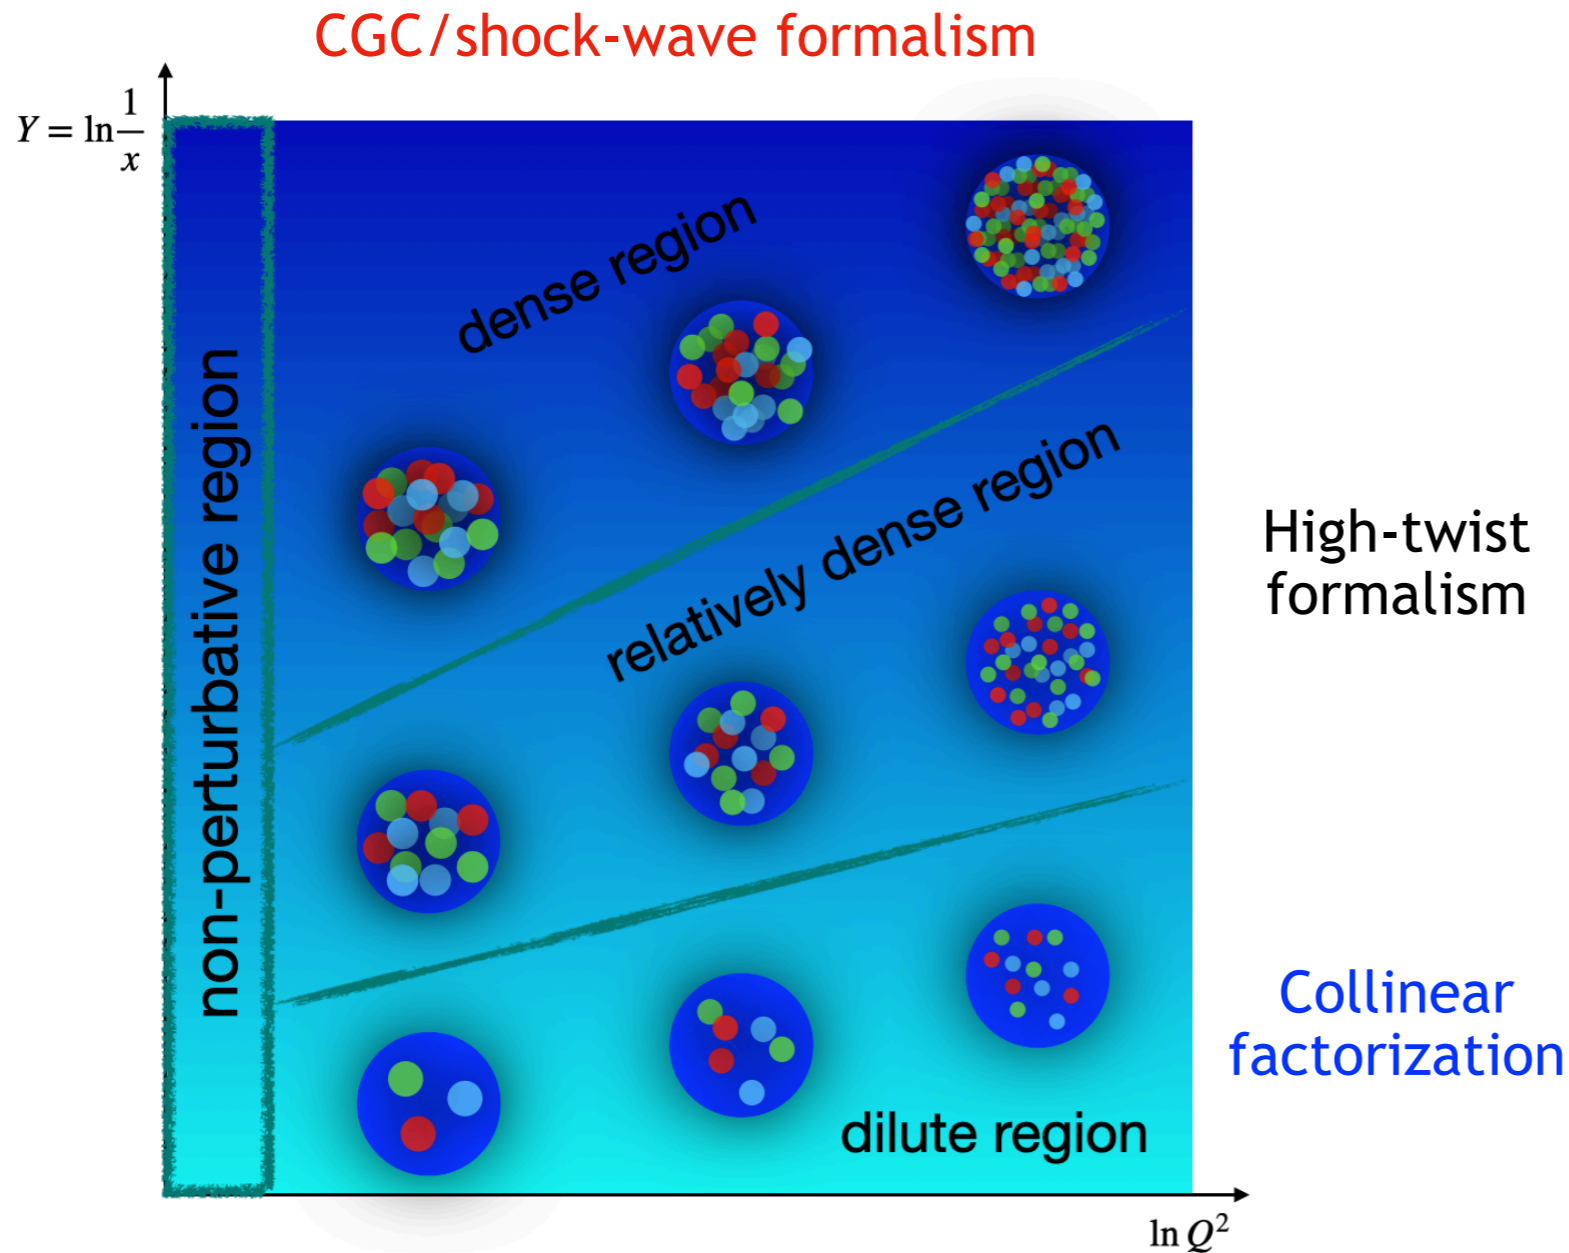 CGC/shock-wave formalism
Y = ln 1/x
dense region
non-perturbative region
relatively dense region
High-twist
formalism
Collinear
factorization
dilute region
ln Q²